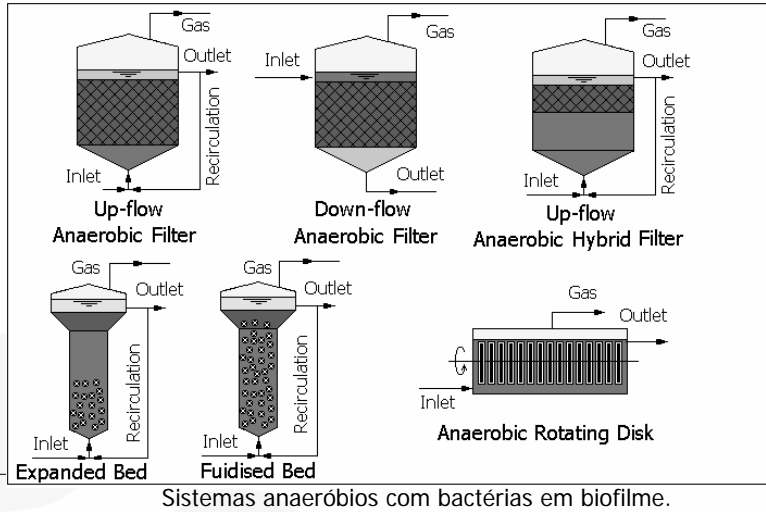 Gas
Outlet
Recirculation
Inlet
Up-flow
Anaerobic Filter
Gas
Inlet
Outlet
Down-flow
Anaerobic Filter
Gas
Outlet
Recirculation
Inlet
Up-flow
Anaerobic Hybrid Filter
Gas
Outlet
Recirculation
Inlet
Expanded Bed
Gas
Outlet
Recirculation
Inlet
Fuidised Bed
Gas
Outlet
Inlet
Anaerobic Rotating Disk
Sistemas anaeróbios com bactérias em biofilme.